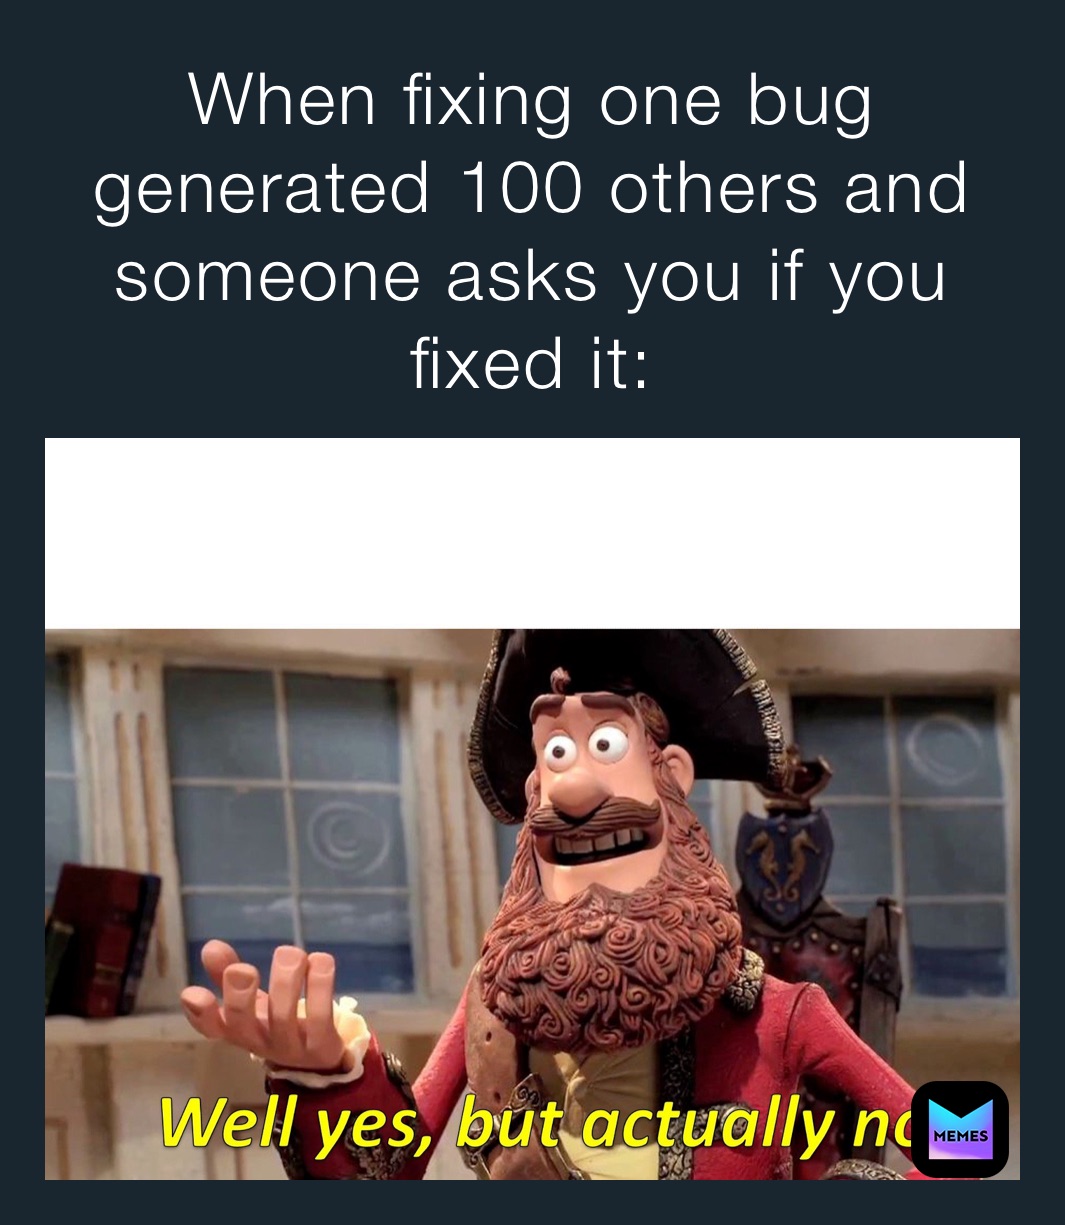 When fixing one bug
generated 100 others and
someone asks you if you
fixed it:
Well yes, but actually
MEMES